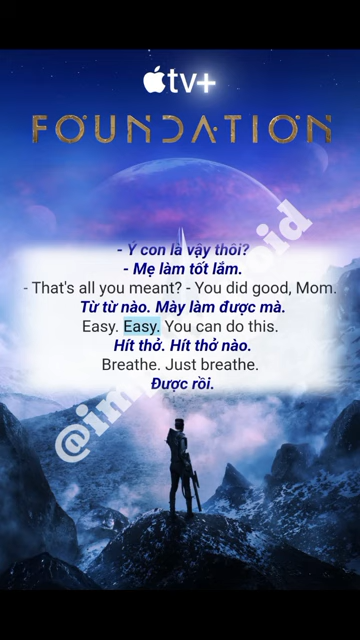 tv+
FOUNDATION
- Ý con là vậy thôi?
- Mẹ làm tốt lắm.
- That's all you meant? - You did good, Mom.
Từ từ nào. Mày làm được mà.
Easy. Easy. You can do this.
Hít thở. Hít thở nào.
Breathe. Just breathe.
Được rồi.